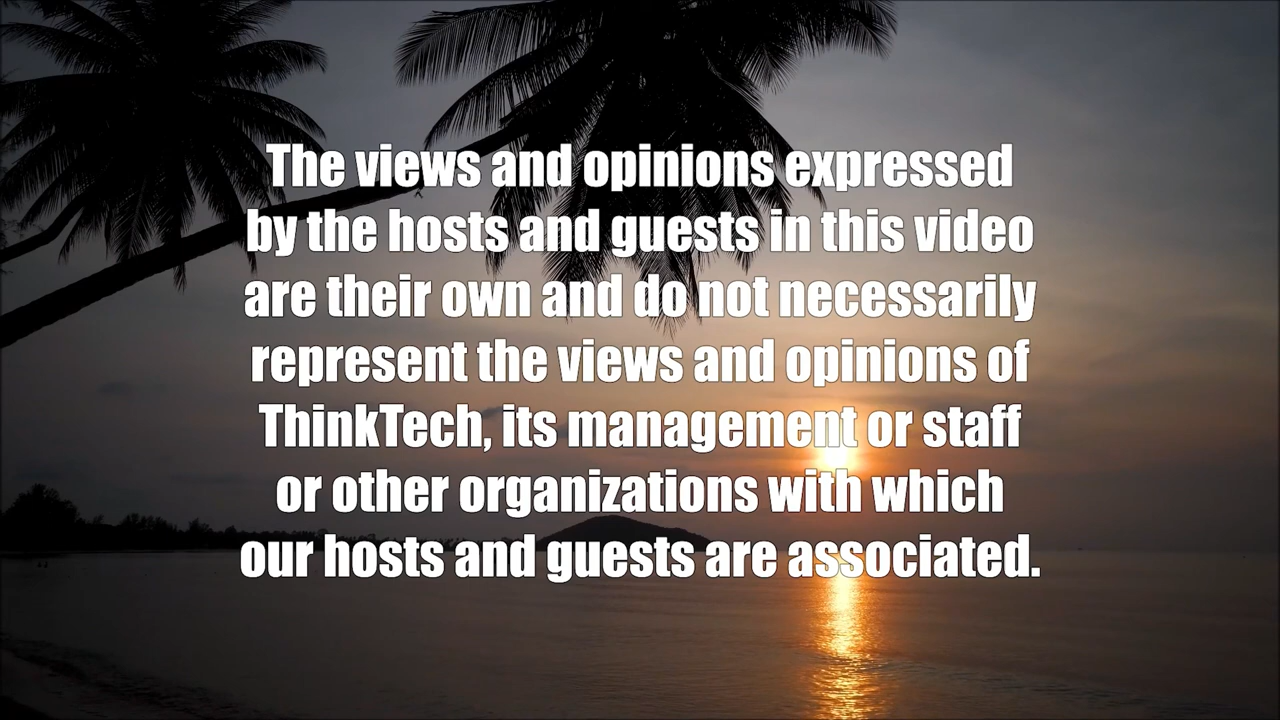 The views and opinions expressed
by the hosts and guests in this video
are their own and do not necessarily
represent the views and opinions of
ThinkTech, its management or staff
or other organizations with which
our hosts and guests are associated.